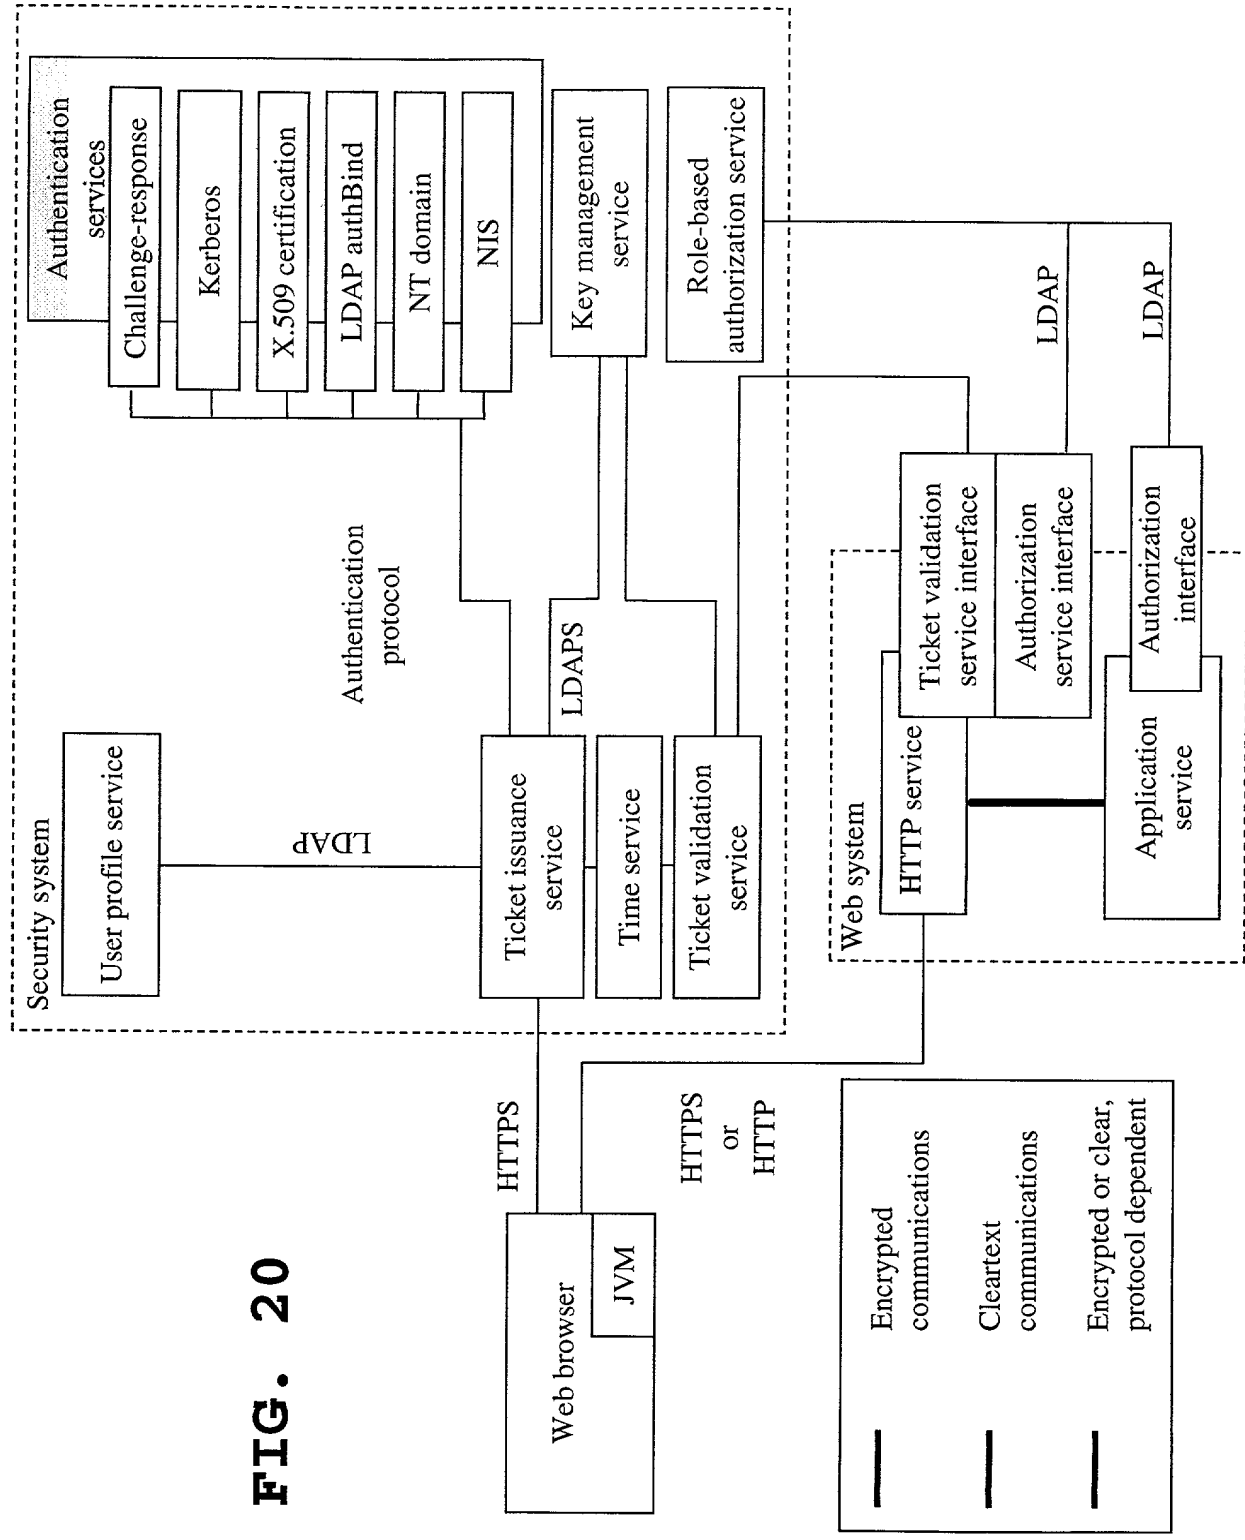 FIG. 20
Security system
User profile service
LDAP
Authentication
protocol
Authentication
services
Challenge-response
Kerberos
X.509 certification
LDAP authBind
NT domain
NIS
Key management
service
Role-based
authorization service
Ticket issuance
service
LDAPS
Time service
Ticket validation
service
HTTPS
HTTPS
or
HTTP
Web browser
JVM
Web system
HTTP service
Ticket validation
service interface
Authorization
service interface
Application
service
Authorization
interface
LDAP
LDAP
Encrypted
communications
Cleartext
communications
Encrypted or clear,
protocol dependent